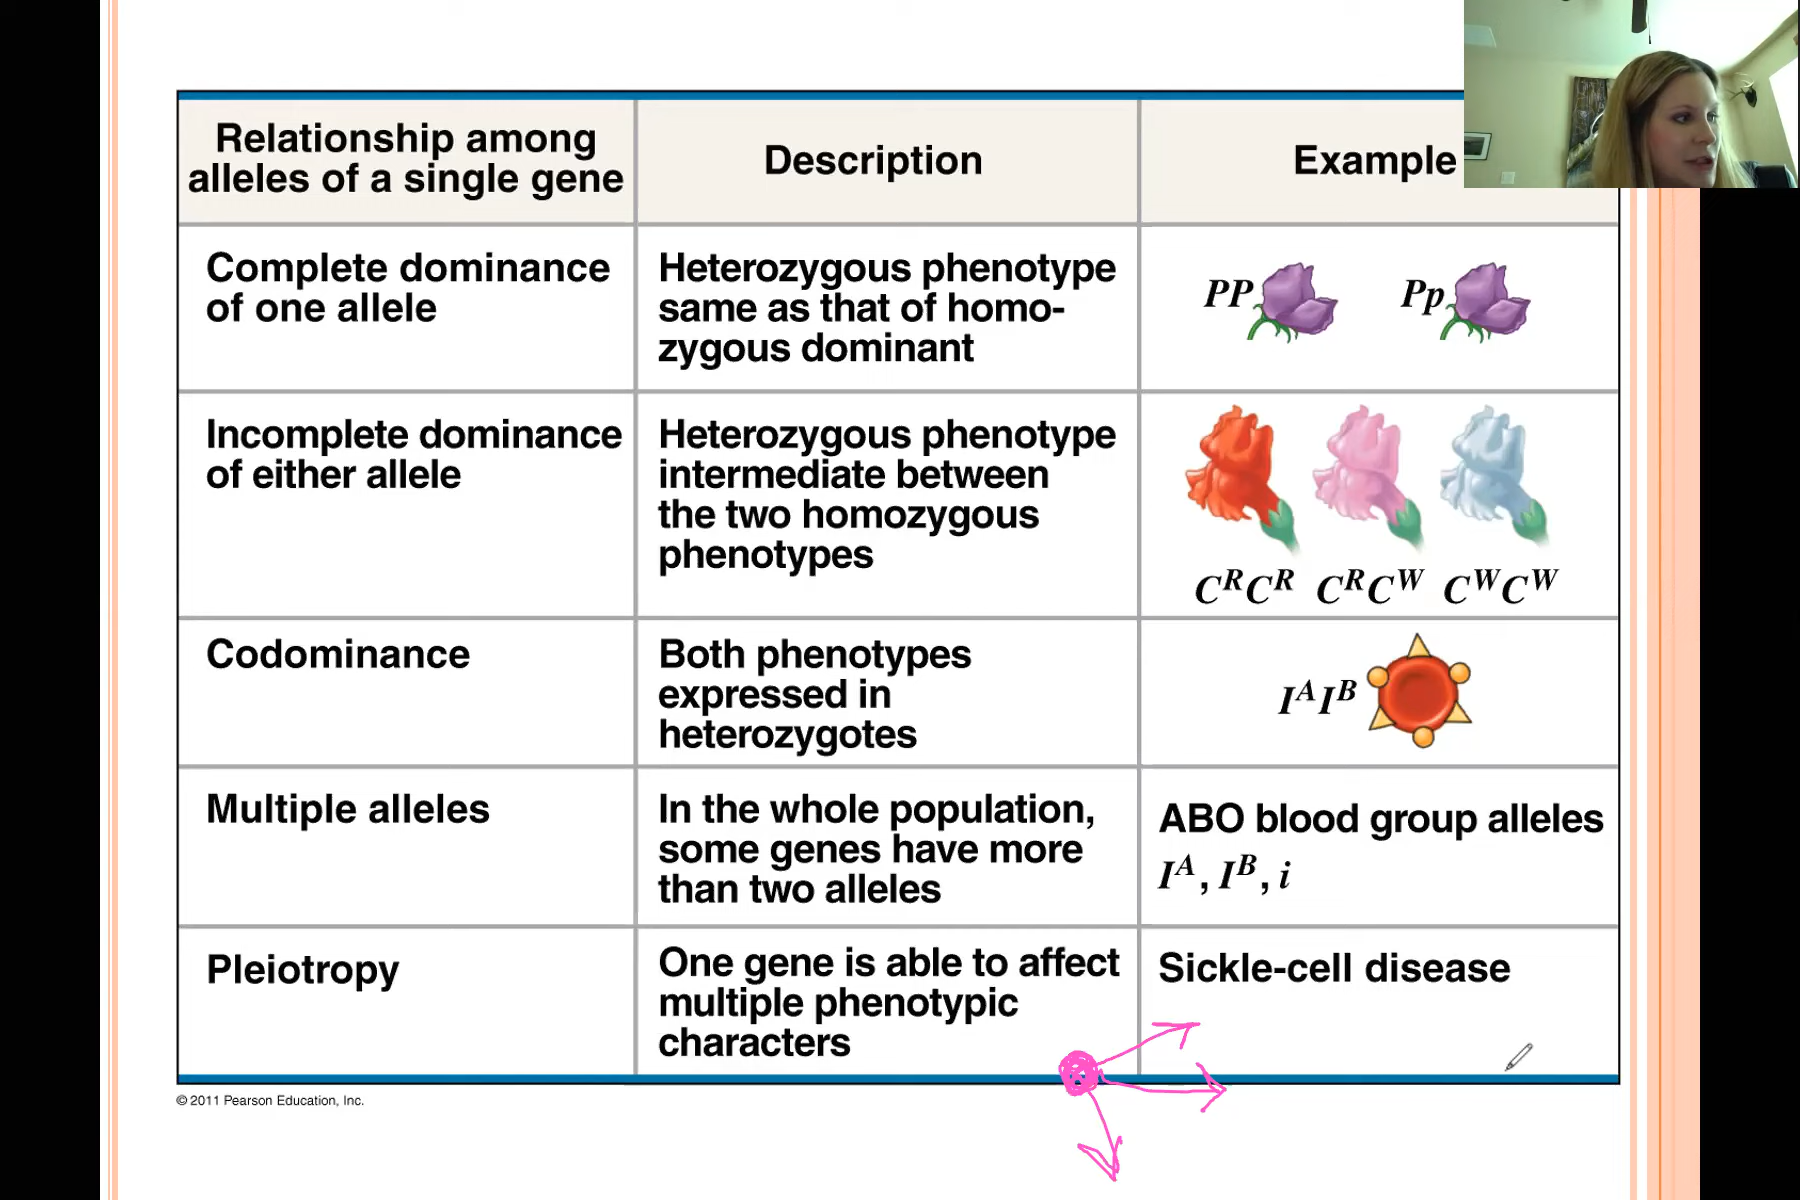 Relationship among
alleles of a single gene
Description
Example
Complete dominance
of one allele
Heterozygous phenotype
same as that of homo-
zygous dominant
PP
Pp
Incomplete dominance
of either allele
Heterozygous phenotype
intermediate between
the two homozygous
phenotypes
CᴿCᴿ CᴿCᵂ CᵂCᵂ
Codominance
Both phenotypes
expressed in
heterozygotes
IᴬIᴮ
Multiple alleles
In the whole population,
some genes have more
than two alleles
ABO blood group alleles
Iᴬ, Iᴮ, i
Pleiotropy
One gene is able to affect
multiple phenotypic
characters
Sickle-cell disease
© 2011 Pearson Education, Inc.